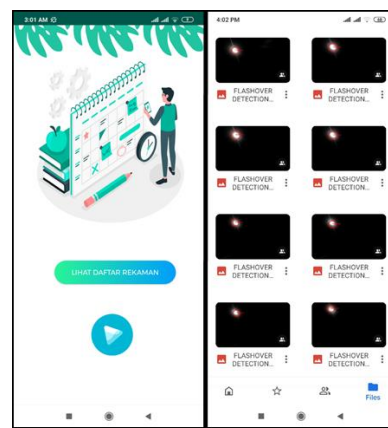 3:01 AM
LIHAT DAFTAR REKAMAN
4:02 PM
FLASHOVER
DETECTION...
FLASHOVER
DETECTION...
FLASHOVER
DETECTION...
FLASHOVER
DETECTION...
FLASHOVER
DETECTION...
FLASHOVER
DETECTION...
FLASHOVER
DETECTION...
FLASHOVER
DETECTION...
Files